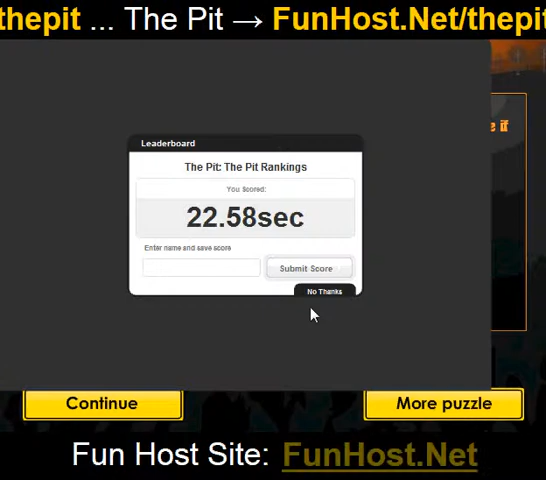 thepit ... The Pit → FunHost.Net/thepit
e if
Leaderboard
The Pit: The Pit Rankings
You Scored:
22.58sec
Enter name and save score
Submit Score
No Thanks
Continue
More puzzle
Fun Host Site: FunHost.Net